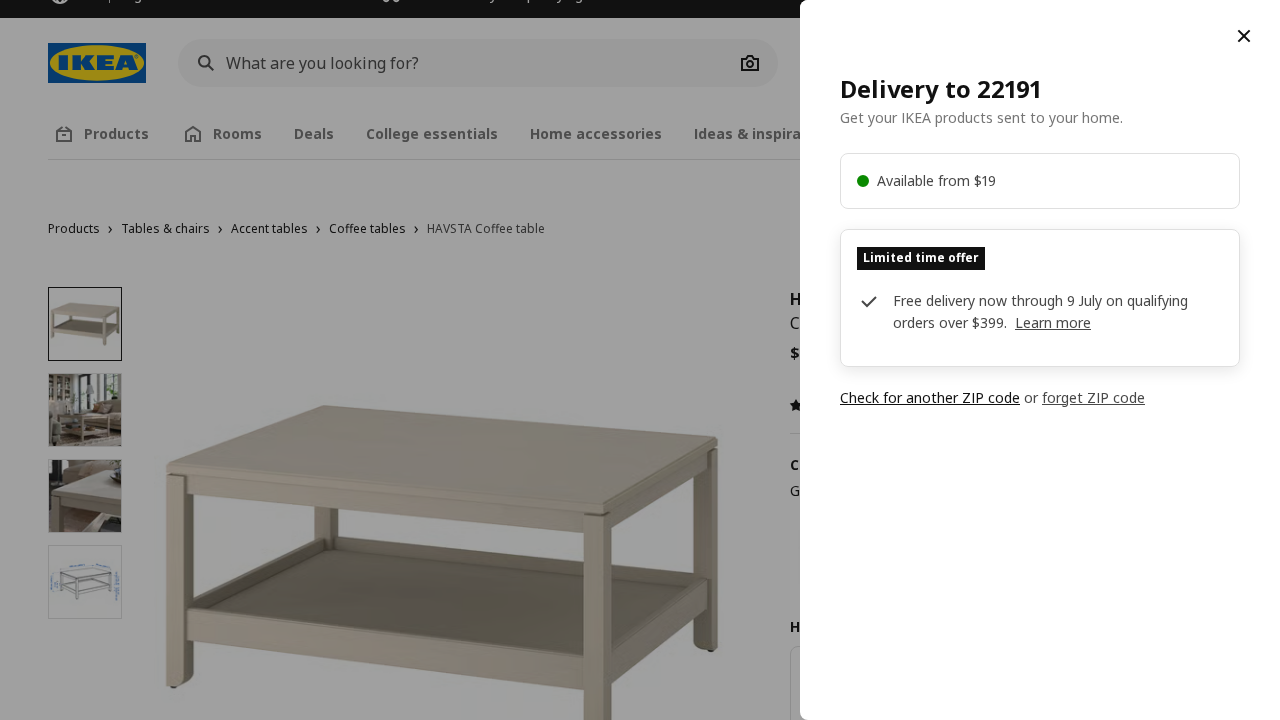 IKEA
What are you looking for?
Products
Rooms
Deals
College essentials
Home accessories
Ideas & inspira
Products › Tables & chairs › Accent tables › Coffee tables › HAVSTA Coffee table
H
C
$
C
G
H
Delivery to 22191
Get your IKEA products sent to your home.
Available from $19
Limited time offer
Free delivery now through 9 July on qualifying
orders over $399. Learn more
Check for another ZIP code or forget ZIP code